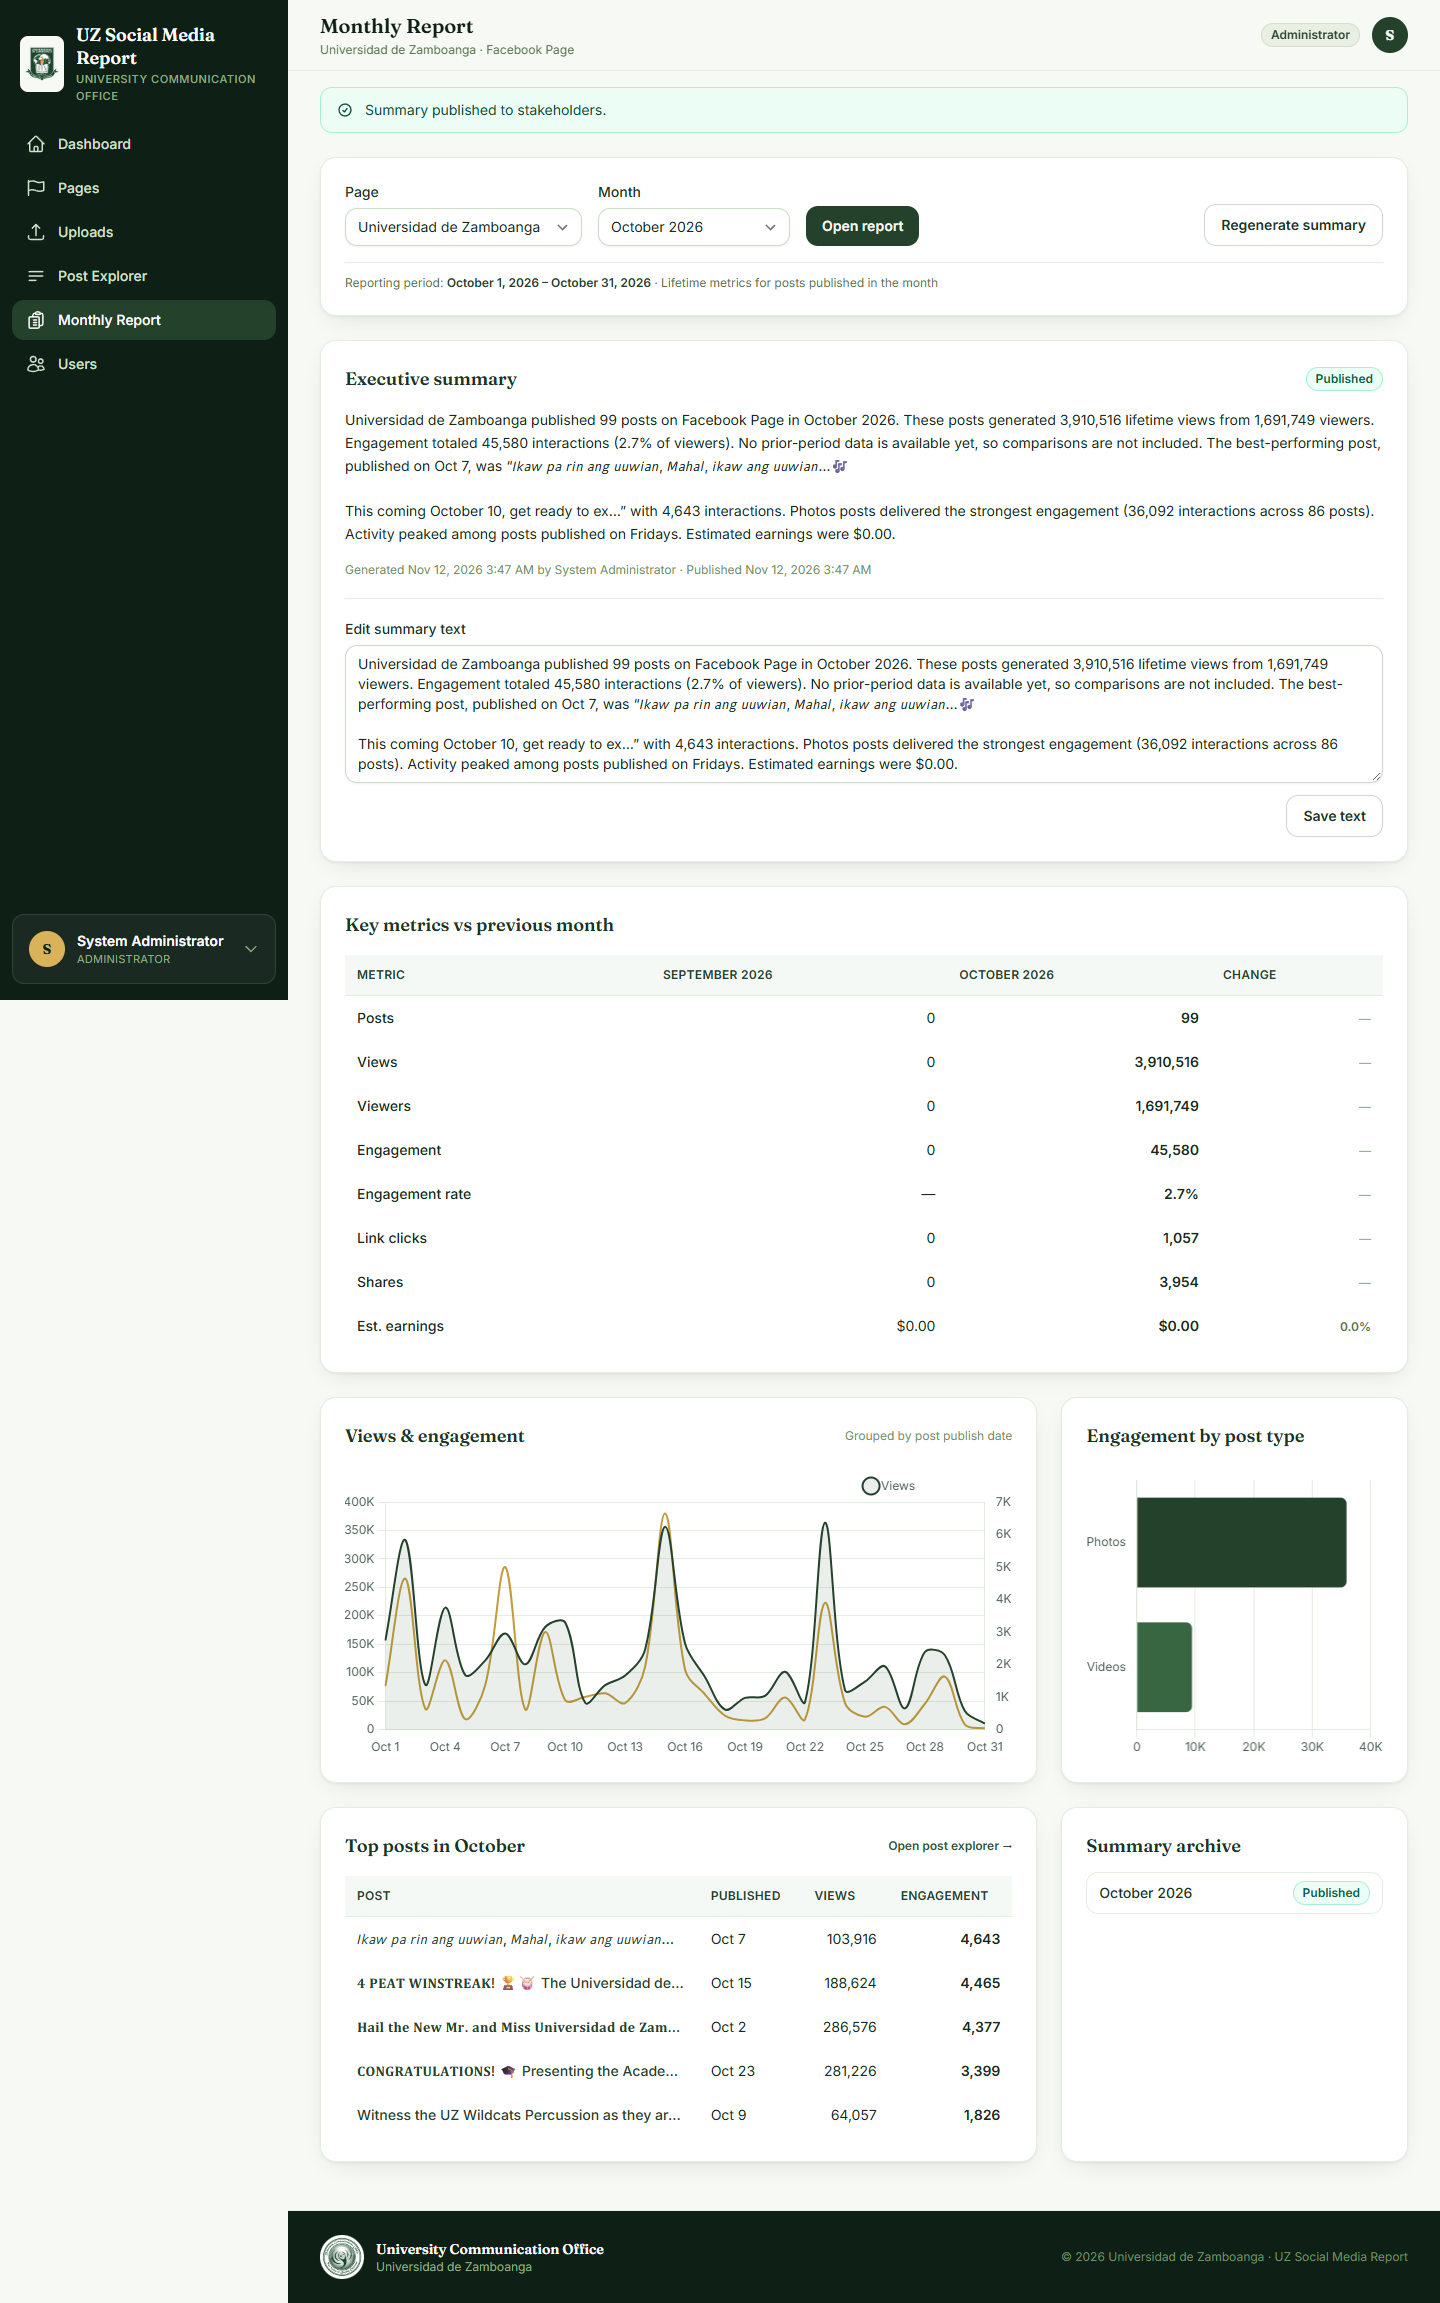 UZ Social Media
Report
UNIVERSITY COMMUNICATION
OFFICE
Dashboard
Pages
Uploads
Post Explorer
Monthly Report
Users
System Administrator
ADMINISTRATOR
S
Monthly Report
Universidad de Zamboanga · Facebook Page
Administrator
S
Summary published to stakeholders.
Page
Month
Universidad de Zamboanga
October 2026
Open report
Regenerate summary
Reporting period: October 1, 2026 – October 31, 2026 · Lifetime metrics for posts published in the month
Executive summary
Published
Universidad de Zamboanga published 99 posts on Facebook Page in October 2026. These posts generated 3,910,516 lifetime views from 1,691,749 viewers.
Engagement totaled 45,580 interactions (2.7% of viewers). No prior-period data is available yet, so comparisons are not included. The best-performing post,
published on Oct 7, was "𝘐𝘬𝘢𝘸 𝘱𝘢 𝘳𝘪𝘯 𝘢𝘯𝘨 𝘶𝘶𝘸𝘪𝘢𝘯, 𝘔𝘢𝘩𝘢𝘭, 𝘪𝘬𝘢𝘸 𝘢𝘯𝘨 𝘶𝘶𝘸𝘪𝘢𝘯…🎶
This coming October 10, get ready to ex…" with 4,643 interactions. Photos posts delivered the strongest engagement (36,092 interactions across 86 posts).
Activity peaked among posts published on Fridays. Estimated earnings were $0.00.
Generated Nov 12, 2026 3:47 AM by System Administrator · Published Nov 12, 2026 3:47 AM
Edit summary text
Universidad de Zamboanga published 99 posts on Facebook Page in October 2026. These posts generated 3,910,516 lifetime views from 1,691,749
viewers. Engagement totaled 45,580 interactions (2.7% of viewers). No prior-period data is available yet, so comparisons are not included. The best-
performing post, published on Oct 7, was "𝘐𝘬𝘢𝘸 𝘱𝘢 𝘳𝘪𝘯 𝘢𝘯𝘨 𝘶𝘶𝘸𝘪𝘢𝘯, 𝘔𝘢𝘩𝘢𝘭, 𝘪𝘬𝘢𝘸 𝘢𝘯𝘨 𝘶𝘶𝘸𝘪𝘢𝘯…🎶
This coming October 10, get ready to ex…" with 4,643 interactions. Photos posts delivered the strongest engagement (36,092 interactions across 86
posts). Activity peaked among posts published on Fridays. Estimated earnings were $0.00.
Save text
Key metrics vs previous month
METRIC SEPTEMBER 2026 OCTOBER 2026 CHANGE
Posts 0 99 —
Views 0 3,910,516 —
Viewers 0 1,691,749 —
Engagement 0 45,580 —
Engagement rate — 2.7% —
Link clicks 0 1,057 —
Shares 0 3,954 —
Est. earnings $0.00 $0.00 0.0%
Views & engagement
Grouped by post publish date
Views
400K 7K
350K 6K
300K 5K
250K 4K
200K 3K
150K 2K
100K 1K
50K
0 0
Oct 1 Oct 4 Oct 7 Oct 10 Oct 13 Oct 16 Oct 19 Oct 22 Oct 25 Oct 28 Oct 31
Engagement by post type
Photos
Videos
0 10K 20K 30K 40K
Top posts in October
Open post explorer →
POST PUBLISHED VIEWS ENGAGEMENT
𝘐𝘬𝘢𝘸 𝘱𝘢 𝘳𝘪𝘯 𝘢𝘯𝘨 𝘶𝘶𝘸𝘪𝘢𝘯, 𝘔𝘢𝘩𝘢𝘭, 𝘪𝘬𝘢𝘸 𝘢𝘯𝘨 𝘶𝘶𝘸𝘪𝘢𝘯… Oct 7 103,916 4,643
𝟒 𝐏𝐄𝐀𝐓 𝐖𝐈𝐍𝐒𝐓𝐑𝐄𝐀𝐊! 🏆 The Universidad de… Oct 15 188,624 4,465
𝐇𝐚𝐢𝐥 𝐭𝐡𝐞 𝐍𝐞𝐰 𝐌𝐫. 𝐚𝐧𝐝 𝐌𝐢𝐬𝐬 𝐔𝐧𝐢𝐯𝐞𝐫𝐬𝐢𝐝𝐚𝐝 𝐝𝐞 𝐙𝐚𝐦… Oct 2 286,576 4,377
𝐂𝐎𝐍𝐆𝐑𝐀𝐓𝐔𝐋𝐀𝐓𝐈𝐎𝐍𝐒! 🎓 Presenting the Acade… Oct 23 281,226 3,399
Witness the UZ Wildcats Percussion as they ar… Oct 9 64,057 1,826
Summary archive
October 2026 Published
University Communication Office
Universidad de Zamboanga
© 2026 Universidad de Zamboanga · UZ Social Media Report